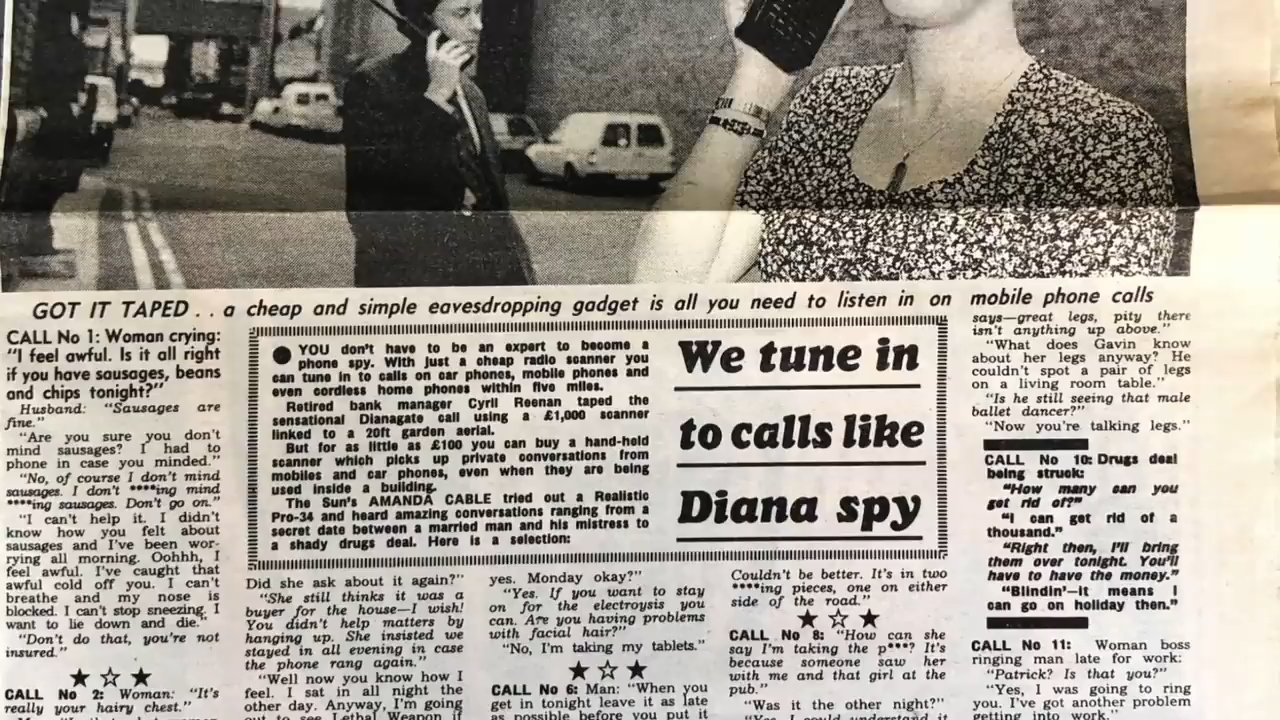 GOT IT TAPED . . a cheap and simple eavesdropping gadget is all you need to listen in on mobile phone calls
CALL No 1: Woman crying:
"I feel awful. Is it all right
if you have sausages, beans
and chips tonight?"
Husband: "Sausages are
fine."
"Are you sure you don't
mind sausages? I had to
phone in case you minded."
"No, of course I don't mind
sausages. I don't ****ing mind
****ing sausages. Don't go on."
"I can't help it. I didn't
know how you felt about
sausages and I've been wor-
rying all morning. Oohhh, I
feel awful. I've caught that
awful cold off you. I can't
breathe and my nose is
blocked. I can't stop sneezing. I
want to lie down and die."
"Don't do that, you're not
insured."
CALL No 2: Woman: "It's
really your hairy chest."
● YOU don't have to be an expert to become a
phone spy. With just a cheap radio scanner you
can tune in to calls on car phones, mobile phones and
even cordless home phones within five miles.
Retired bank manager Cyril Reenan taped the
sensational Dianagate call using a £1,000 scanner
linked to a 20ft garden aerial.
But for as little as £100 you can buy a hand-held
scanner which picks up private conversations from
mobiles and car phones, even when they are being
used inside a building.
The Sun's AMANDA CABLE tried out a Realistic
Pro-34 and heard amazing conversations ranging from a
secret date between a married man and his mistress to
a shady drugs deal. Here is a selection:
We tune in
to calls like
Diana spy
Did she ask about it again?"
"She still thinks it was a
buyer for the house—I wish!
You didn't help matters by
hanging up. She insisted we
stayed in all evening in case
the phone rang again."
"Well now you know how I
feel. I sat in all night the
other day. Anyway, I'm going
out to see Lethal Weapon if
yes. Monday okay?"
"Yes. If you want to stay
on for the electroysis you
can. Are you having problems
with facial hair?"
"No, I'm taking my tablets."
CALL No 6: Man: "When you
get in tonight leave it as late
as possible before you put it
Couldn't be better. It's in two
****ing pieces, one on either
side of the road."
CALL No 8: "How can she
say I'm taking the p***? It's
because someone saw her
with me and that girl at the
pub."
"Was it the other night?"
"Yes, I could understand it
says—great legs, pity there
isn't anything up above."
"What does Gavin know
about her legs anyway? He
couldn't spot a pair of legs
on a living room table."
"Is he still seeing that male
ballet dancer?"
"Now you're talking legs."
CALL No 10: Drugs deal
being struck:
"How many can you
get rid of?"
"I can get rid of a
thousand."
"Right then, I'll bring
them over tonight. You'll
have to have the money."
"Blindin'—it means I
can go on holiday then."
CALL No 11: Woman boss
ringing man late for work:
"Patrick? Is that you?"
"Yes, I was going to ring
you. I've got another problem
getting into work."